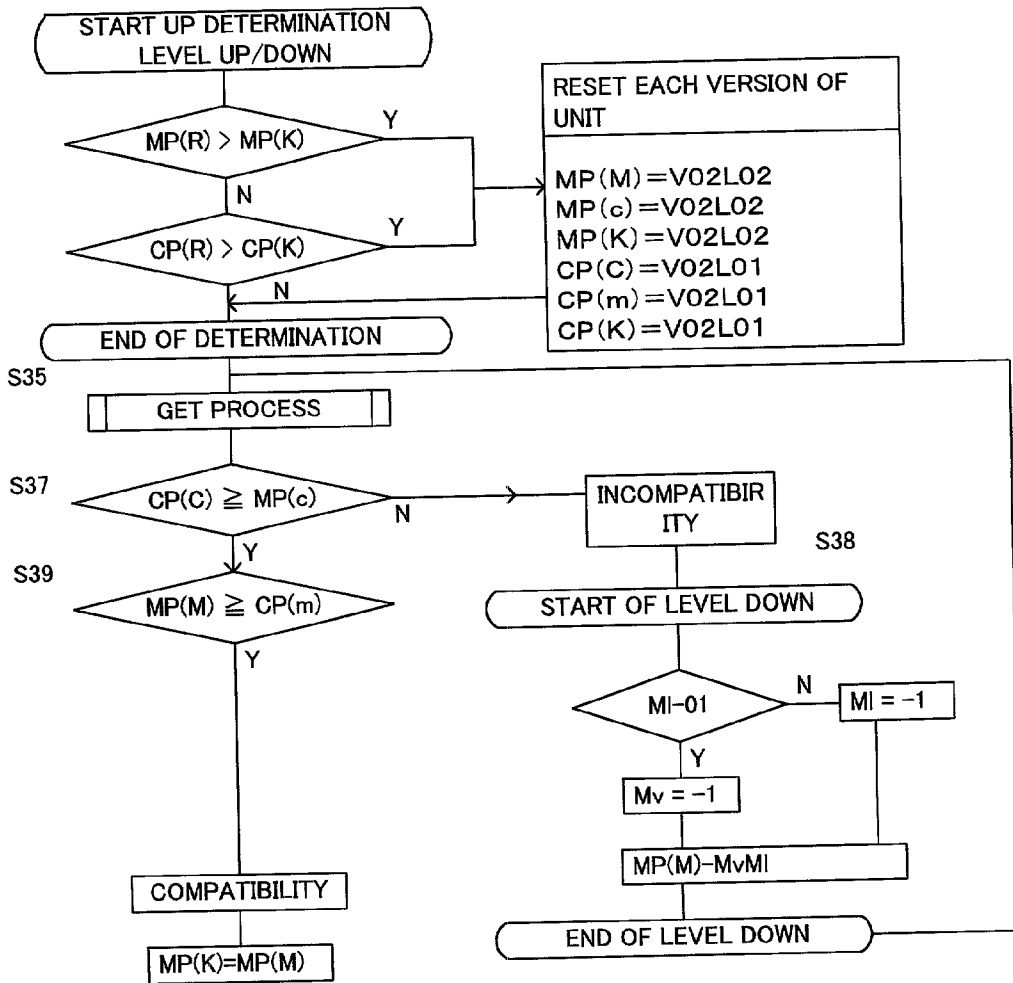 START UP DETERMINATION
LEVEL UP/DOWN
MP(R) > MP(K)
Y
N
CP(R) > CP(K)
Y
N
RESET EACH VERSION OF
UNIT
MP(M)=V02L02
MP(c)=V02L02
MP(K)=V02L02
CP(C)=V02L01
CP(m)=V02L01
CP(K)=V02L01
END OF DETERMINATION
S35
GET PROCESS
S37
CP(C) ≧ MP(c)
N
Y
INCOMPATIBIR
ITY
S38
S39
MP(M) ≧ CP(m)
Y
START OF LEVEL DOWN
MI-01
N
MI = -1
Y
Mv = -1
MP(M)-MvMI
END OF LEVEL DOWN
COMPATIBILITY
MP(K)=MP(M)